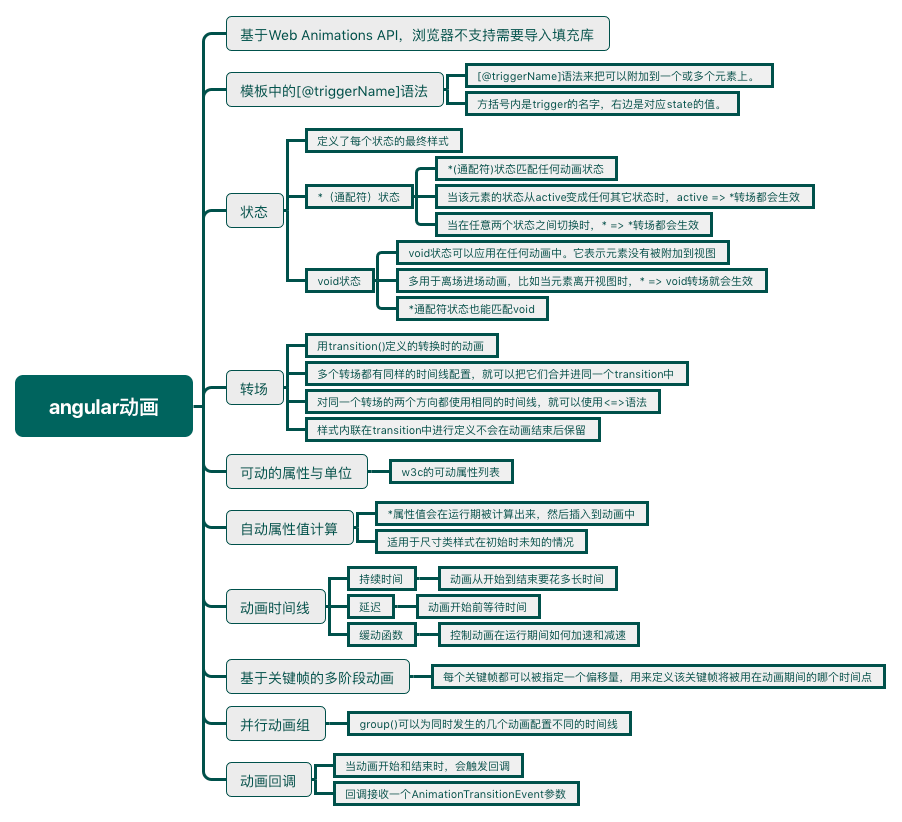 angular动画
基于Web Animations API，浏览器不支持需要导入填充库
模板中的[@triggerName]语法
[@triggerName]语法来把可以附加到一个或多个元素上。
方括号内是trigger的名字，右边是对应state的值。
状态
定义了每个状态的最终样式
*（通配符）状态
*(通配符)状态匹配任何动画状态
当该元素的状态从active变成任何其它状态时，active => *转场都会生效
当在任意两个状态之间切换时，* => *转场都会生效
void状态
void状态可以应用在任何动画中。它表示元素没有被附加到视图
多用于离场进场动画，比如当元素离开视图时，* => void转场就会生效
*通配符状态也能匹配void
转场
用transition()定义的转换时的动画
多个转场都有同样的时间线配置，就可以把它们合并进同一个transition中
对同一个转场的两个方向都使用相同的时间线，就可以使用<=>语法
样式内联在transition中进行定义不会在动画结束后保留
可动的属性与单位
w3c的可动属性列表
自动属性值计算
*属性值会在运行期被计算出来，然后插入到动画中
适用于尺寸类样式在初始时未知的情况
动画时间线
持续时间
动画从开始到结束要花多长时间
延迟
动画开始前等待时间
缓动函数
控制动画在运行期间如何加速和减速
基于关键帧的多阶段动画
每个关键帧都可以被指定一个偏移量，用来定义该关键帧将被用在动画期间的哪个时间点
并行动画组
group()可以为同时发生的几个动画配置不同的时间线
动画回调
当动画开始和结束时，会触发回调
回调接收一个AnimationTransitionEvent参数